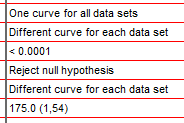 One curve for all data sets
Different curve for each data set
< 0.0001
Reject null hypothesis
Different curve for each data set
175.0 (1,54)